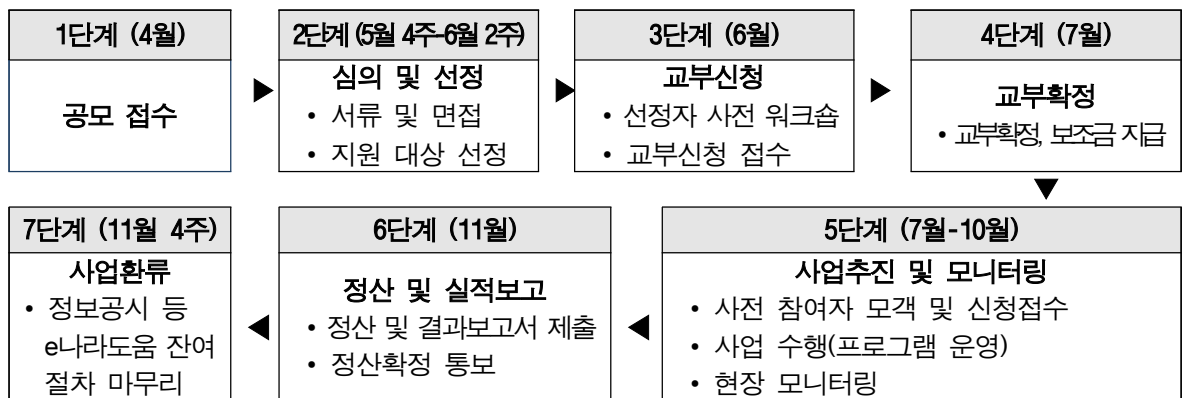 1단계 (4월)
공모 접수
▶
2단계 (5월 4주-6월 2주)
심의 및 선정
• 서류 및 면접
• 지원 대상 선정
▶
3단계 (6월)
교부신청
• 선정자 사전 워크숍
• 교부신청 접수
▶
4단계 (7월)
교부확정
• 교부확정, 보조금 지급
▼
5단계 (7월-10월)
사업추진 및 모니터링
• 사전 참여자 모객 및 신청접수
• 사업 수행(프로그램 운영)
• 현장 모니터링
◀
6단계 (11월)
정산 및 실적보고
• 정산 및 결과보고서 제출
• 정산확정 통보
◀
7단계 (11월 4주)
사업환류
• 정보공시 등
e나라도움 잔여
절차 마무리